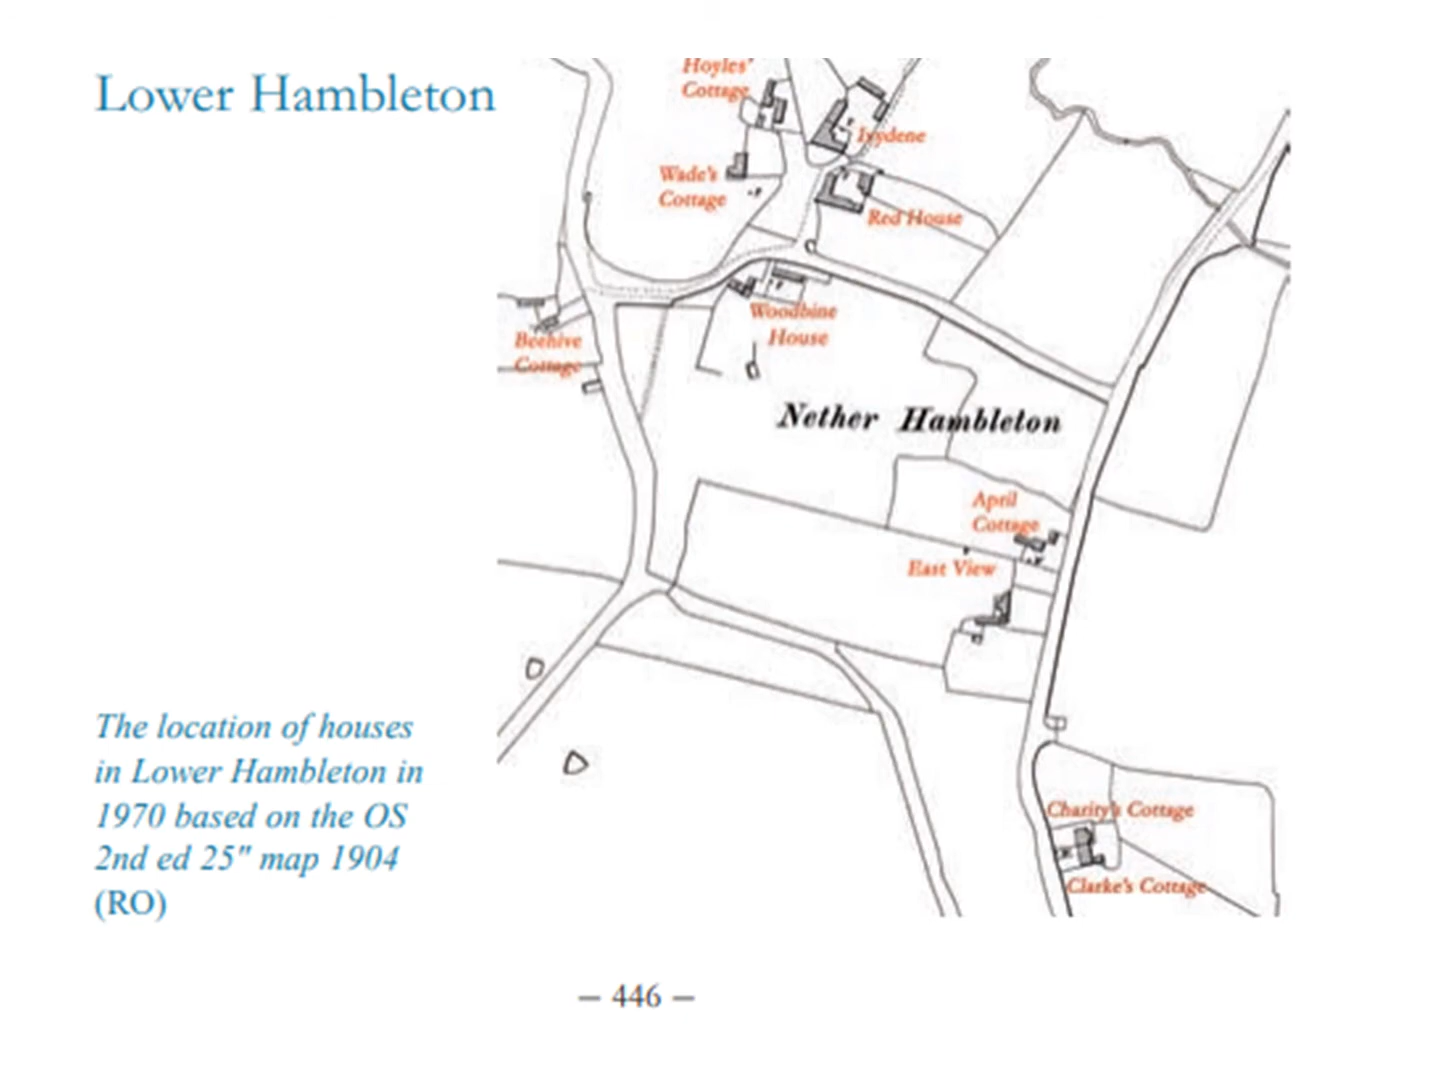 Lower Hambleton
Hoyles'
Cottage
Ivydene
Wade's
Cottage
Red House
Woodbine
House
Beehive
Cottage
Nether Hambleton
April
Cottage
East View
Charity's Cottage
Clarke's Cottage
The location of houses
in Lower Hambleton in
1970 based on the OS
2nd ed 25" map 1904
(RO)
— 446 —